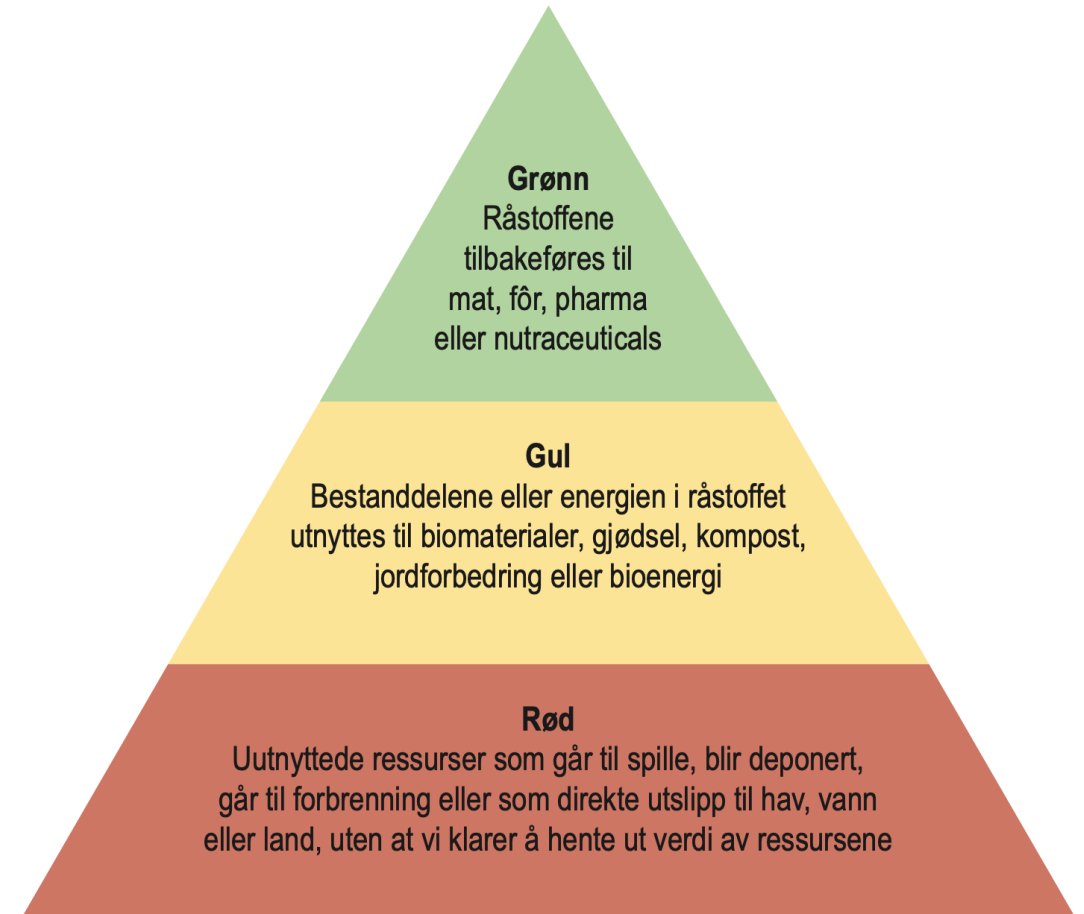 Grønn
Råstoffene
tilbakeføres til
mat, fôr, pharma
eller nutraceuticals
Gul
Bestanddelene eller energien i råstoffet
utnyttes til biomaterialer, gjødsel, kompost,
jordforbedring eller bioenergi
Rød
Uutnyttede ressurser som går til spille, blir deponert,
går til forbrenning eller som direkte utslipp til hav, vann
eller land, uten at vi klarer å hente ut verdi av ressursene